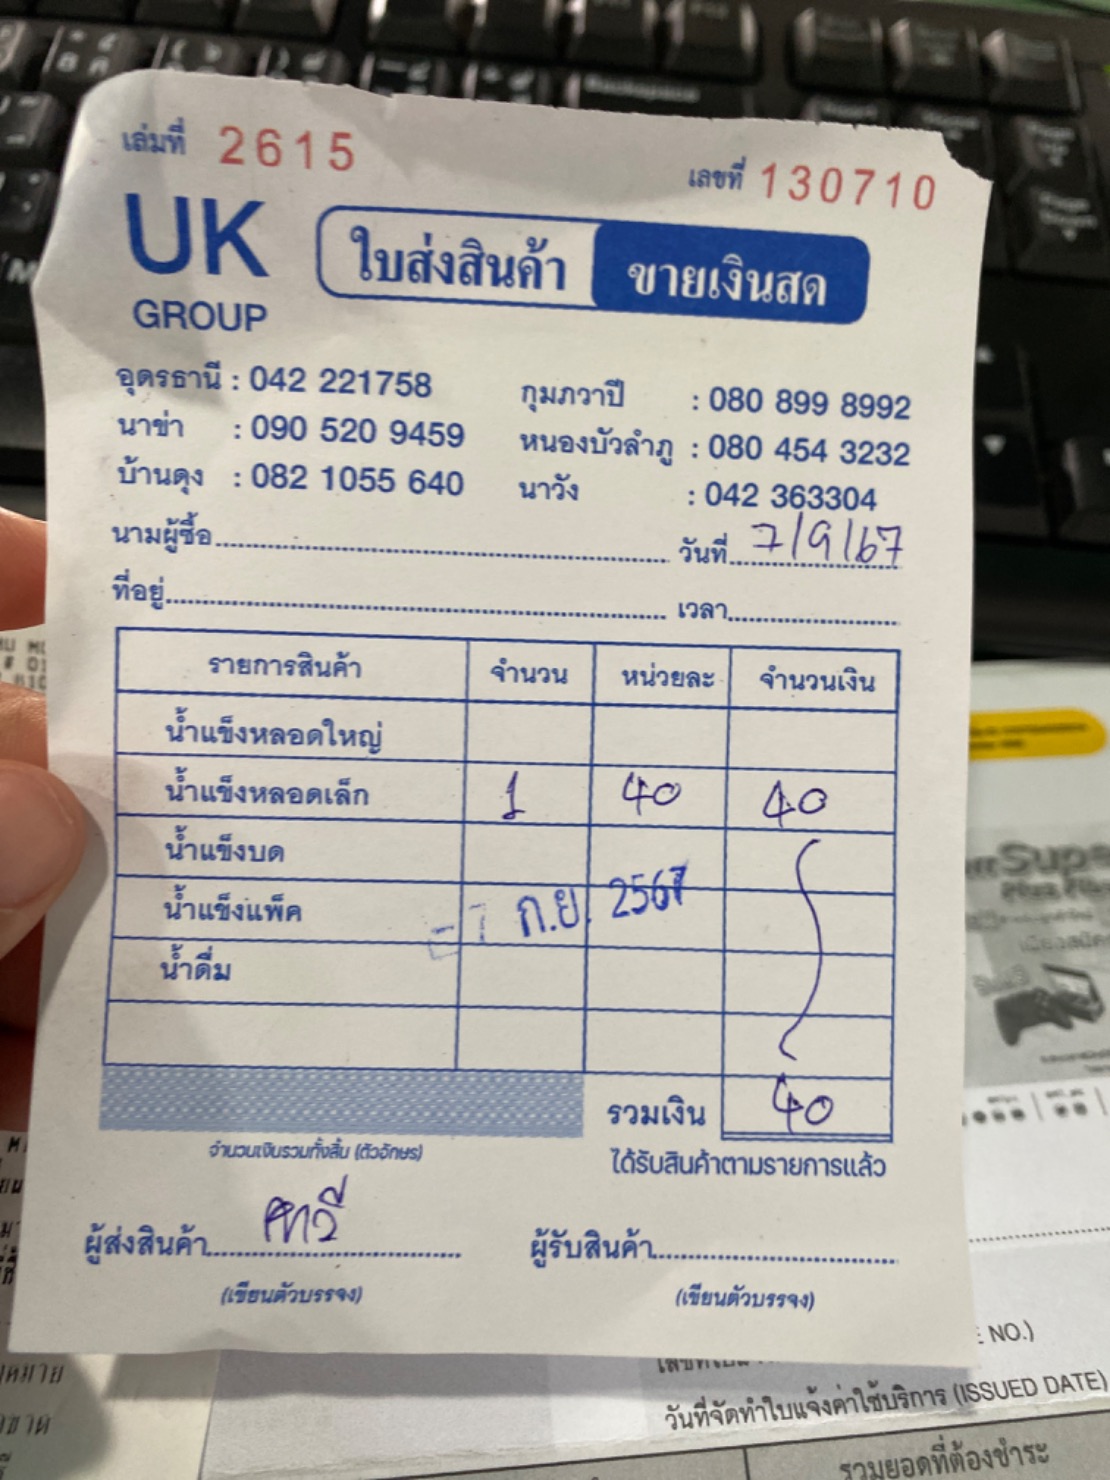 เล่มที่ 2615
เลขที่ 130710
UK
GROUP
ใบส่งสินค้า ขายเงินสด
อุดรธานี : 042 221758 กุมภวาปี : 080 899 8992
นาข่า : 090 520 9459 หนองบัวลำภู : 080 454 3232
บ้านดุง : 082 1055 640 นาวัง : 042 363304
นามผู้ซื้อ วันที่ 7/9/67
ที่อยู่ เวลา
รายการสินค้า จำนวน หน่วยละ จำนวนเงิน
น้ำแข็งหลอดใหญ่
น้ำแข็งหลอดเล็ก 1 40 40
น้ำแข็งบด
น้ำแข็งแพ็ค
ก.ย. 2567
น้ำดื่ม
รวมเงิน 40
จำนวนเงินรวมทั้งสิ้น (ตัวอักษร)
ได้รับสินค้าตามรายการแล้ว
ผู้ส่งสินค้า ผู้รับสินค้า
(เขียนตัวบรรจง) (เขียนตัวบรรจง)
NO.)
วันที่จัดทำใบแจ้งค่าใช้บริการ (ISSUED DATE)
รวมยอดที่ต้องชำระ